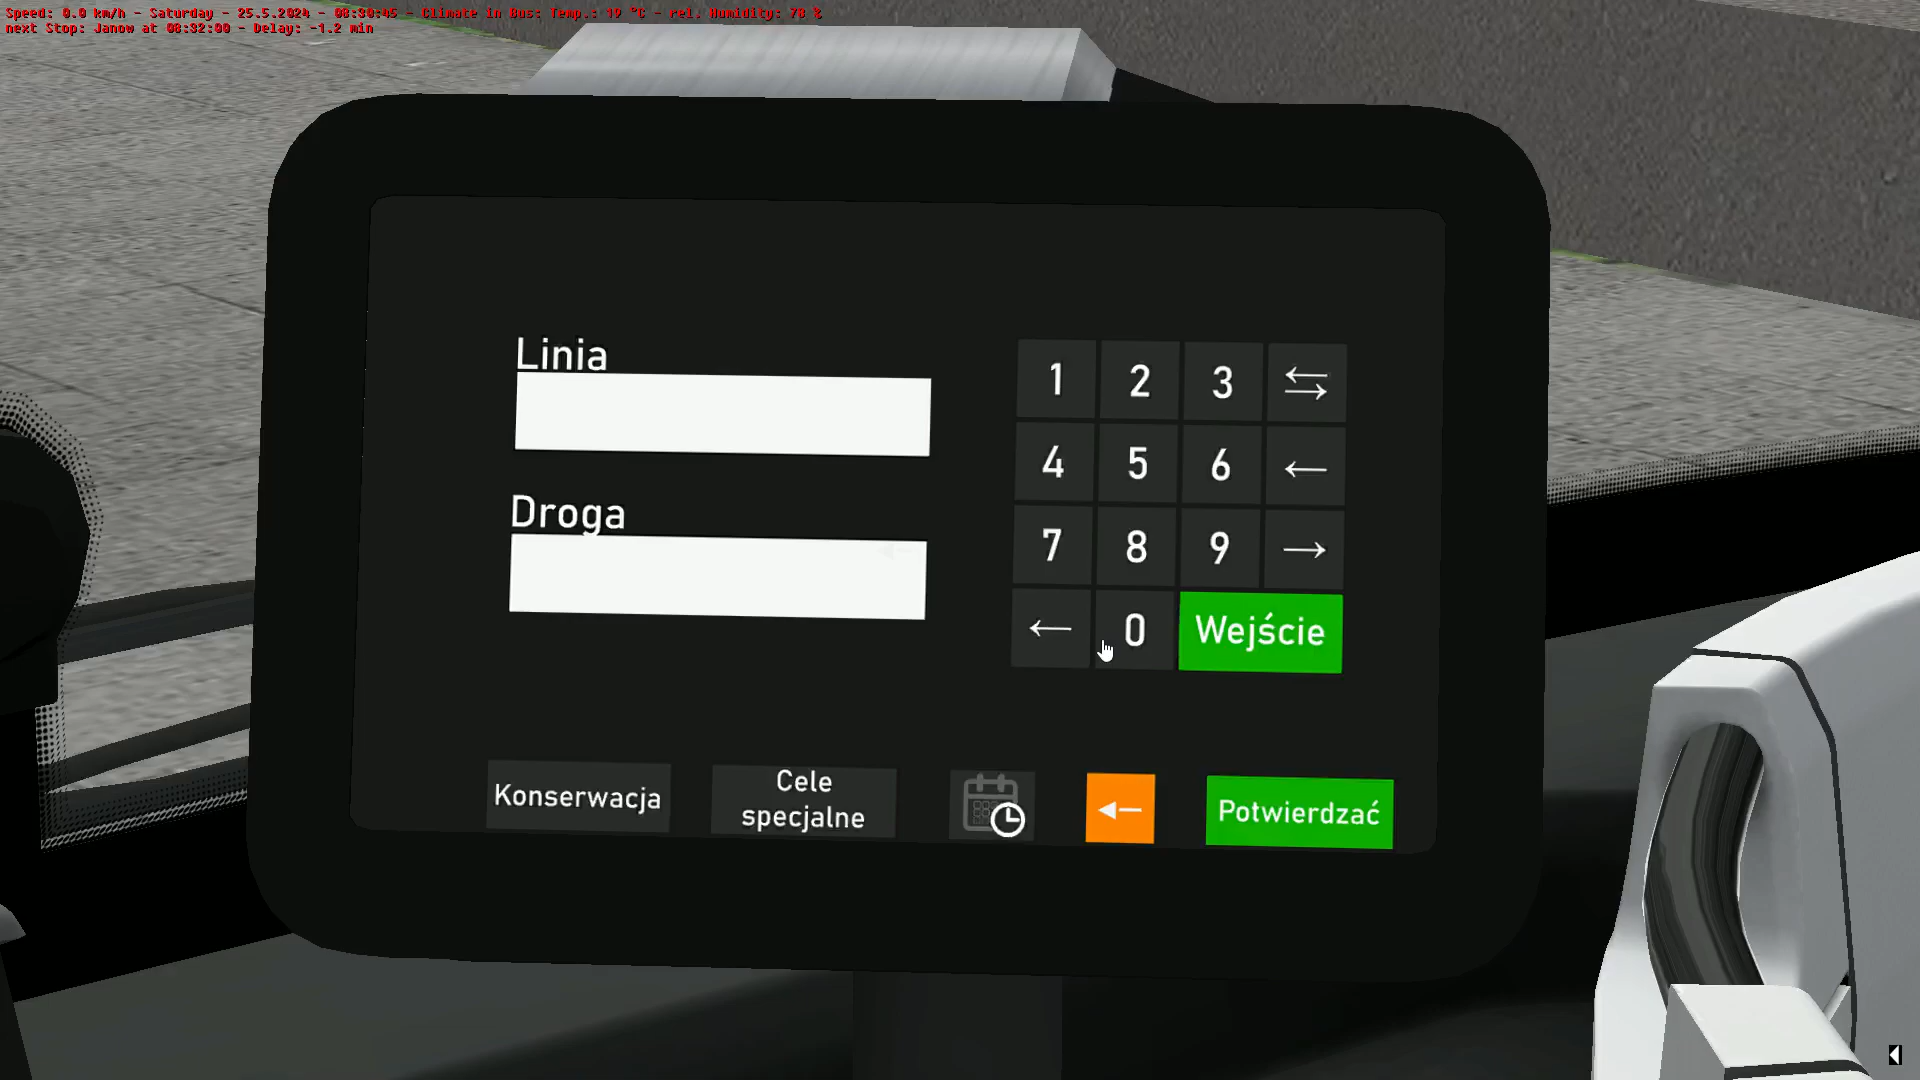 Speed: 0.0 km/h - Saturday - 25.5.2024 - 08:30:45 - Climate in Bus: Temp.: 19 °C - rel. Humidity: 70 %
next Stop: Janow at 08:32:00 - Delay: -1.2 min
Linia
Droga
1 2 3 ⇆
4 5 6 ←
7 8 9 →
← 0 Wejście
Konserwacja
Cele
specjalne
Potwierdzać